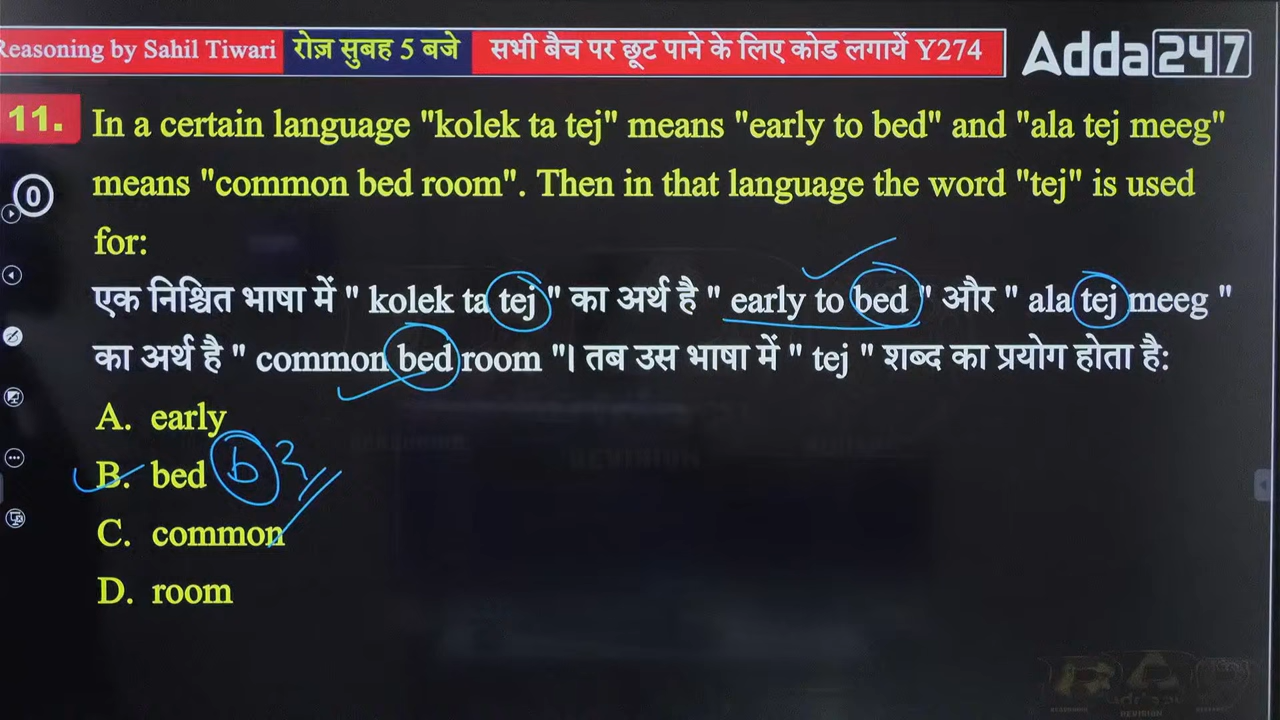 Reasoning by Sahil Tiwari रोज़ सुबह 5 बजे सभी बैच पर छूट पाने के लिए कोड लगायें Y274 Adda247
11. In a certain language "kolek ta tej" means "early to bed" and "ala tej meeg"
means "common bed room". Then in that language the word "tej" is used
for:
एक निश्चित भाषा में " kolek ta tej " का अर्थ है " early to bed " और " ala tej meeg "
का अर्थ है " common bed room "। तब उस भाषा में " tej " शब्द का प्रयोग होता है:
A. early
B. bed b
C. common
D. room